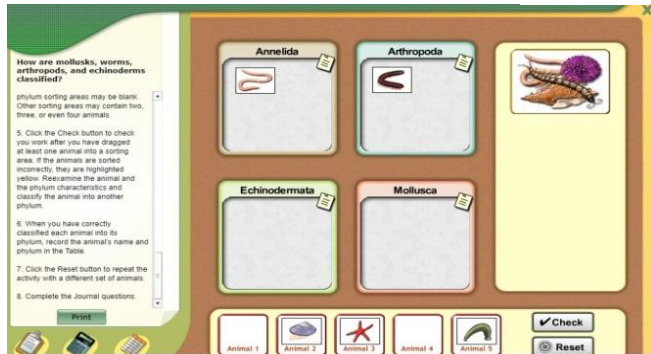 How are mollusks, worms,
arthropods, and echinoderms
classified?
phylum sorting areas may be blank.
Other sorting areas may contain two,
three, or even four animals.
5. Click the Check button to check
you work after you have dragged
at least one animal into a sorting
area. If the animals are sorted
incorrectly, they are highlighted
yellow. Reexamine the animal and
the phylum characteristics and
classify the animal into another
phylum.
6. When you have correctly
classified each animal into its
phylum, record the animal's name and
phylum in the Table.
7. Click the Reset button to repeat the
activity with a different set of animals.
8. Complete the Journal questions.
Print
Annelida
Arthropoda
Echinodermata
Mollusca
Animal 1
Animal 2
Animal 3
Animal 4
Animal 5
Check
Reset